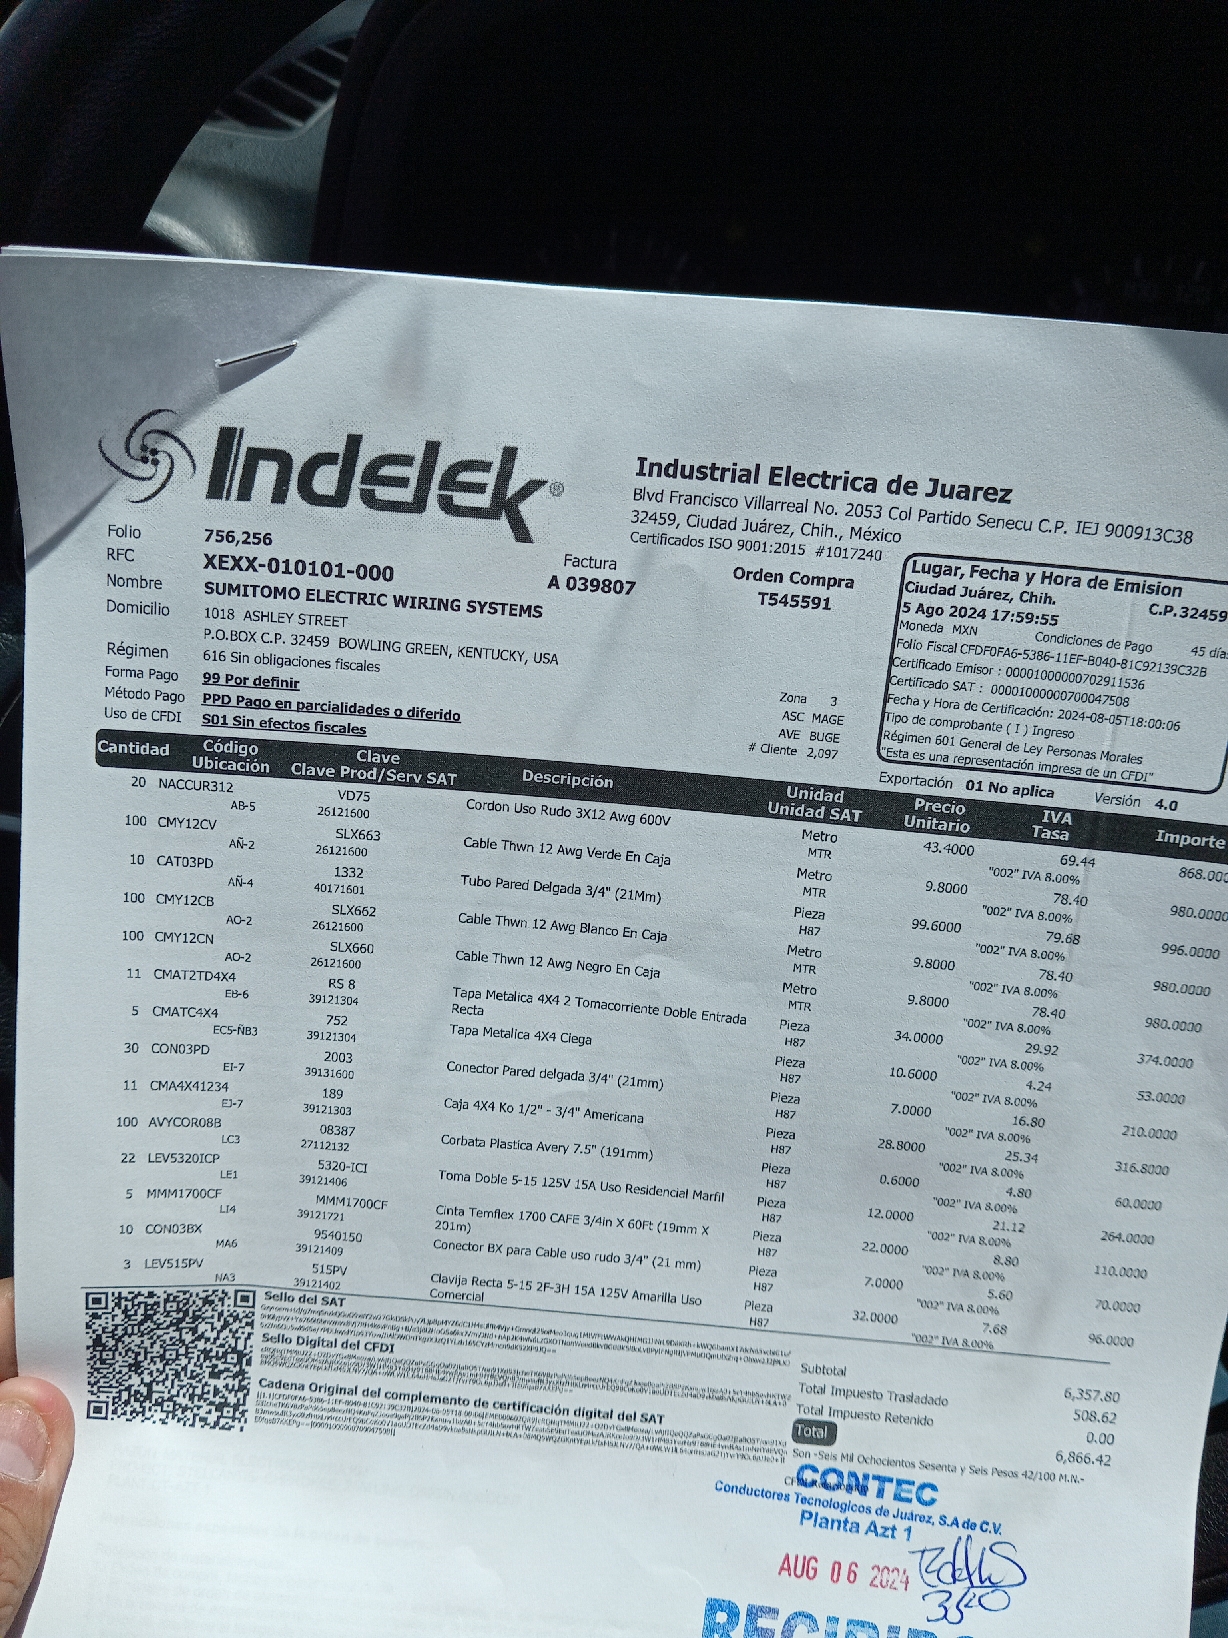 Indelek®
Industrial Electrica de Juarez
Blvd Francisco Villarreal No. 2053 Col Partido Senecu C.P. IEJ 900913C38
32459, Ciudad Juárez, Chih., México
Certificados ISO 9001:2015 #1017240
Folio 756,256
RFC XEXX-010101-000
Factura
A 039807
Orden Compra
T545591
Nombre SUMITOMO ELECTRIC WIRING SYSTEMS
Domicilio 1018 ASHLEY STREET
P.O.BOX C.P. 32459 BOWLING GREEN, KENTUCKY, USA
Régimen 616 Sin obligaciones fiscales
Forma Pago 99 Por definir
Método Pago PPD Pago en parcialidades o diferido
Uso de CFDI S01 Sin efectos fiscales
Zona 3
ASC MAGE
AVE BUGE
# Cliente 2,097
Lugar, Fecha y Hora de Emision
Ciudad Juárez, Chih. C.P.32459
5 Ago 2024 17:59:55
Moneda MXN Condiciones de Pago 45 día
Folio Fiscal CFDF0FA6-5386-11EF-B040-81C92139C32B
Certificado Emisor : 00001000000702911536
Certificado SAT : 00001000000700047508
Fecha y Hora de Certificación: 2024-08-05T18:00:06
Tipo de comprobante ( I ) Ingreso
Régimen 601 General de Ley Personas Morales
"Esta es una representación impresa de un CFDI"
Exportación 01 No aplica Versión 4.0
Cantidad Código Clave Descripción Unidad Precio IVA Importe
Ubicación Clave Prod/Serv SAT Unidad SAT Unitario Tasa
20 NACCUR312 VD75 Cordon Uso Rudo 3X12 Awg 600V Metro 43.4000 69.44 868.000
AB-5 26121600 MTR "002" IVA 8.00%
100 CMY12CV SLX663 Cable Thwn 12 Awg Verde En Caja Metro 9.8000 78.40 980.0000
AÑ-2 26121600 MTR "002" IVA 8.00%
10 CAT03PD 1332 Tubo Pared Delgada 3/4" (21Mm) Pieza 99.6000 79.68 996.0000
AÑ-4 40171601 H87 "002" IVA 8.00%
100 CMY12CB SLX662 Cable Thwn 12 Awg Blanco En Caja Metro 9.8000 78.40 980.0000
AO-2 26121600 MTR "002" IVA 8.00%
100 CMY12CN SLX660 Cable Thwn 12 Awg Negro En Caja Metro 9.8000 78.40 980.0000
AO-2 26121600 MTR "002" IVA 8.00%
11 CMAT2TD4X4 RS 8 Tapa Metalica 4X4 2 Tomacorriente Doble Entrada Pieza 34.0000 29.92 374.0000
EB-6 39121304 Recta H87 "002" IVA 8.00%
5 CMATC4X4 752 Tapa Metalica 4X4 Ciega Pieza 10.6000 4.24 53.0000
EC5-ÑB3 39121304 H87 "002" IVA 8.00%
30 CON03PD 2003 Conector Pared delgada 3/4" (21mm) Pieza 7.0000 16.80 210.0000
EI-7 39131600 H87 "002" IVA 8.00%
11 CMA4X41234 189 Caja 4X4 Ko 1/2" - 3/4" Americana Pieza 28.8000 25.34 316.8000
EJ-7 39121303 H87 "002" IVA 8.00%
100 AVYCOR08B 08387 Corbata Plastica Avery 7.5" (191mm) Pieza 0.6000 4.80 60.0000
LC3 27112132 H87 "002" IVA 8.00%
22 LEV5320ICP 5320-ICI Toma Doble 5-15 125V 15A Uso Residencial Marfil Pieza 12.0000 21.12 264.0000
LE1 39121406 H87 "002" IVA 8.00%
5 MMM1700CF MMM1700CF Cinta Temflex 1700 CAFE 3/4in X 60Ft (19mm X Pieza 22.0000 8.80 110.0000
LI4 39121721 201m) H87 "002" IVA 8.00%
10 CON03BX 9540150 Conector BX para Cable uso rudo 3/4" (21 mm) Pieza 7.0000 5.60 70.0000
MA6 39121409 H87 "002" IVA 8.00%
3 LEV515PV 515PV Clavija Recta 5-15 2F-3H 15A 125V Amarilla Uso Pieza 32.0000 7.68 96.0000
NA3 39121402 Comercial H87 "002" IVA 8.00%
Sello del SAT
Sello Digital del CFDI
Cadena Original del complemento de certificación digital del SAT
Subtotal 6,357.80
Total Impuesto Trasladado 508.62
Total Impuesto Retenido 0.00
Total 6,866.42
Son -Seis Mil Ochocientos Sesenta y Seis Pesos 42/100 M.N.-
CONTEC
Conductores Tecnologicos de Juárez, S.A de C.V.
Planta Azt 1
AUG 06 2024
RECIBIDO